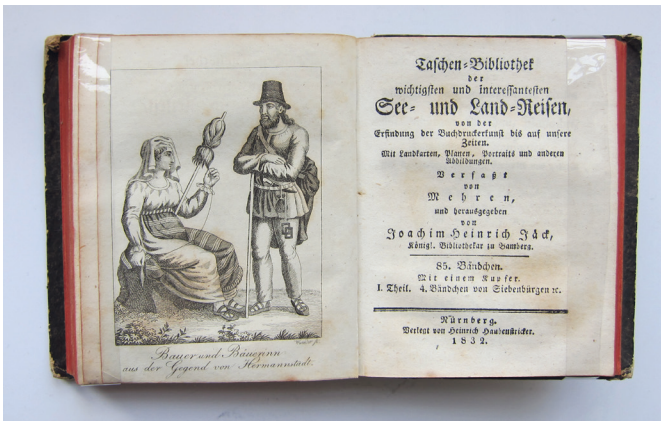 Bauer und Bäuerinn
aus der Gegend von Hermannstadt.
Taschen-Bibliothek
der
wichtigsten und interessantesten
See- und Land-Reisen,
von der
Erfindung der Buchdruckerkunst bis auf unsere
Zeiten.
Mit Landkarten, Planen, Portraits und anderen
Abbildungen.
Verfaßt
von
Mehren,
und herausgegeben
von
Joachim Heinrich Jäck,
Königl. Bibliothekar zu Bamberg.
85. Bändchen.
Mit einem Kupfer.
I. Theil. 4. Bändchen von Siebenbürgen ꝛc.
Nürnberg.
Verlegt von Heinrich Haubenstricker.
1832.